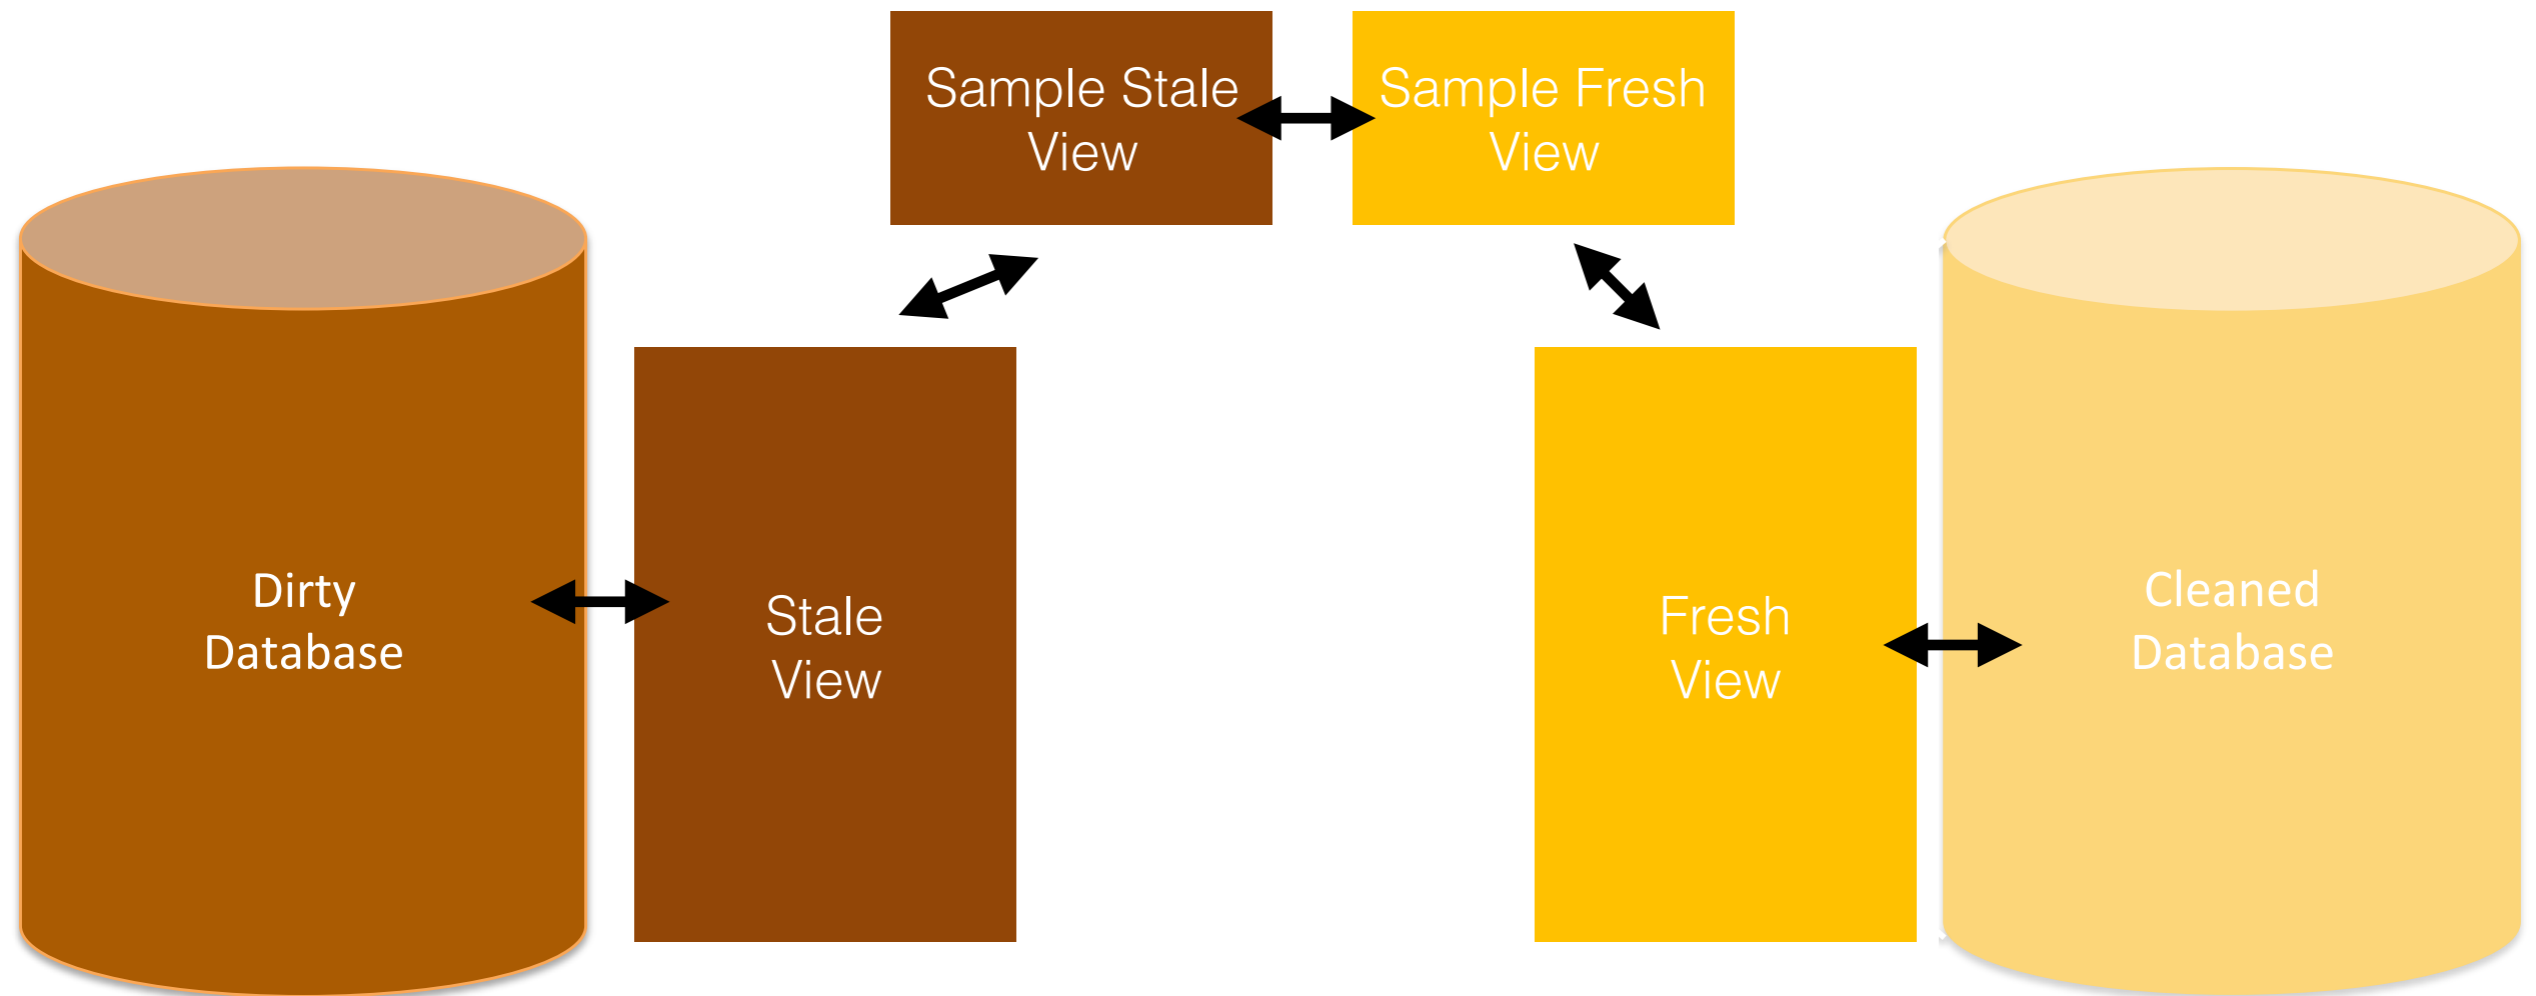 Sample Stale
View
Sample Fresh
View
Dirty
Database
Stale
View
Fresh
View
Cleaned
Database